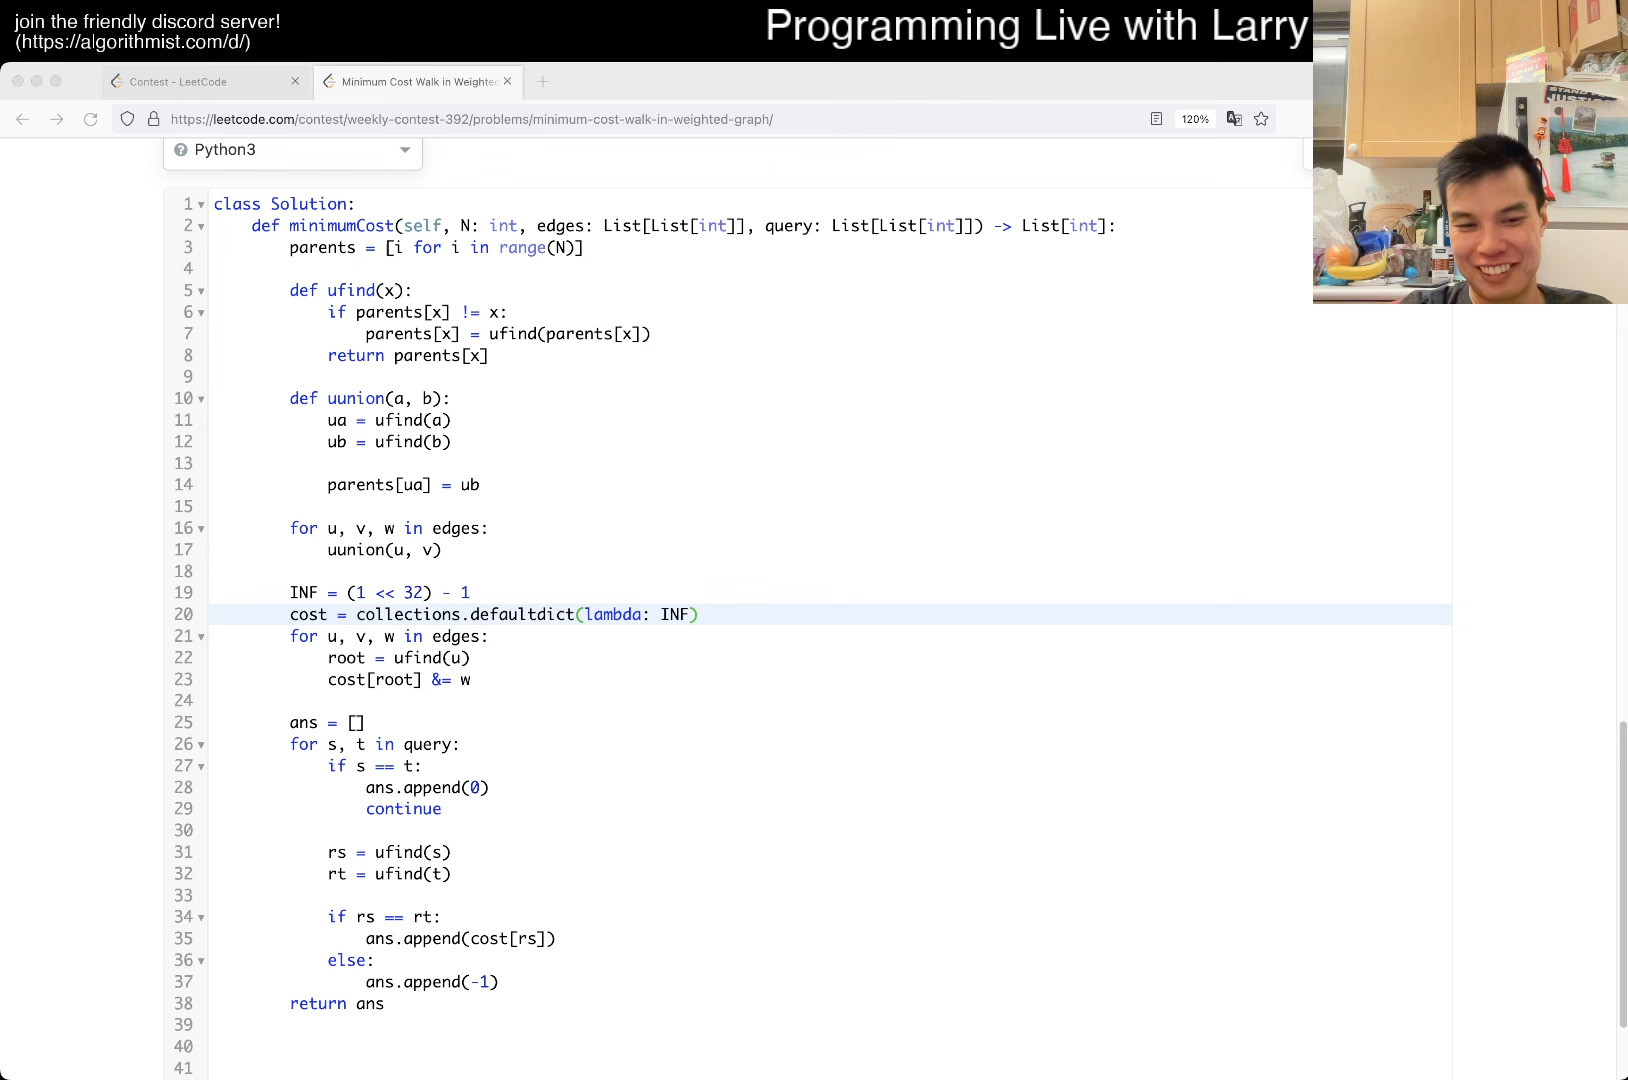 join the friendly discord server!
(https://algorithmist.com/d/)
Programming Live with Larry
Contest - LeetCode
Minimum Cost Walk in Weighted
https://leetcode.com/contest/weekly-contest-392/problems/minimum-cost-walk-in-weighted-graph/
120%
Python3
1 class Solution:
2 def minimumCost(self, N: int, edges: List[List[int]], query: List[List[int]]) -> List[int]:
3 parents = [i for i in range(N)]
4
5 def ufind(x):
6 if parents[x] != x:
7 parents[x] = ufind(parents[x])
8 return parents[x]
9
10 def uunion(a, b):
11 ua = ufind(a)
12 ub = ufind(b)
13
14 parents[ua] = ub
15
16 for u, v, w in edges:
17 uunion(u, v)
18
19 INF = (1 << 32) - 1
20 cost = collections.defaultdict(lambda: INF)
21 for u, v, w in edges:
22 root = ufind(u)
23 cost[root] &= w
24
25 ans = []
26 for s, t in query:
27 if s == t:
28 ans.append(0)
29 continue
30
31 rs = ufind(s)
32 rt = ufind(t)
33
34 if rs == rt:
35 ans.append(cost[rs])
36 else:
37 ans.append(-1)
38 return ans
39
40
41